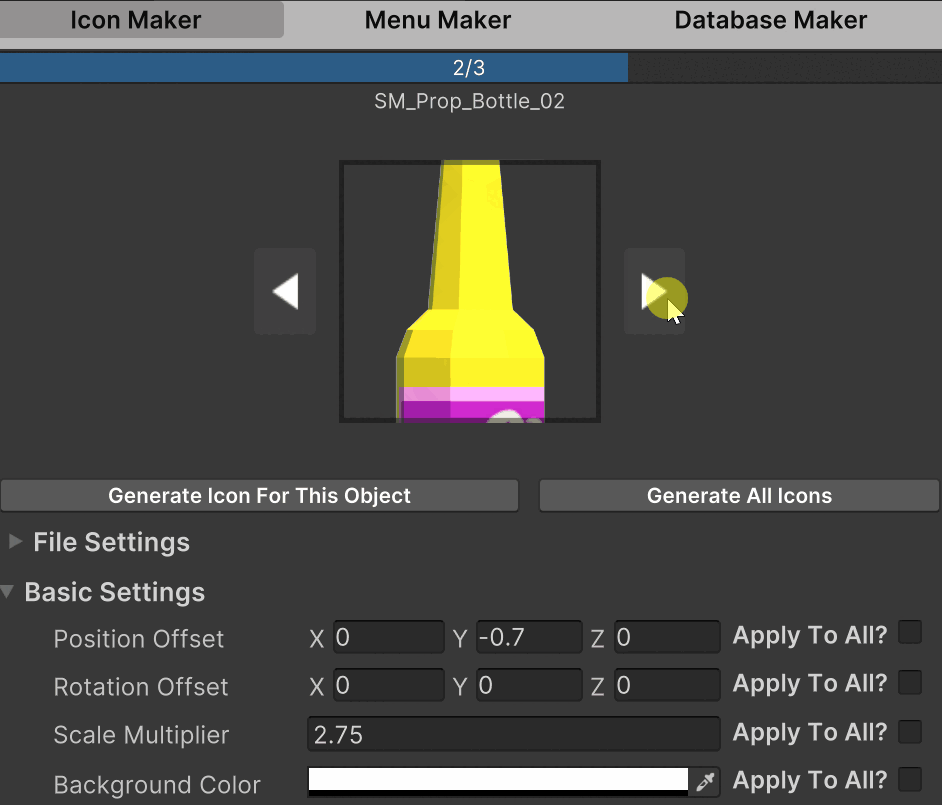 Icon Maker Menu Maker Database Maker
2/3
SM_Prop_Bottle_02
Generate Icon For This Object Generate All Icons
File Settings
Basic Settings
Position Offset X 0 Y -0.7 Z 0 Apply To All?
Rotation Offset X 0 Y 0 Z 0 Apply To All?
Scale Multiplier 2.75 Apply To All?
Background Color Apply To All?